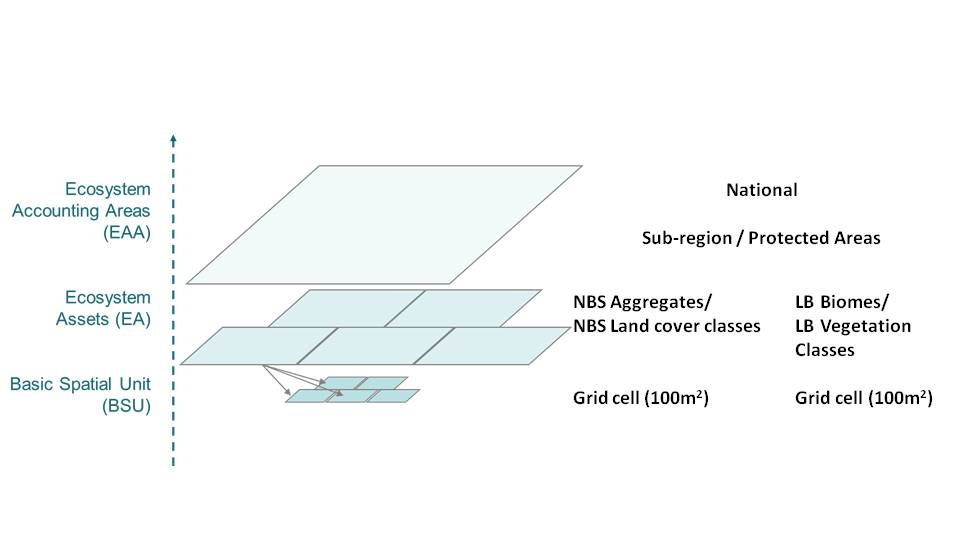 Ecosystem
Accounting Areas
(EAA)
National
Sub-region / Protected Areas
Ecosystem
Assets (EA)
NBS Aggregates/
NBS Land cover classes
LB Biomes/
LB Vegetation
Classes
Basic Spatial Unit
(BSU)
Grid cell (100m²)
Grid cell (100m²)